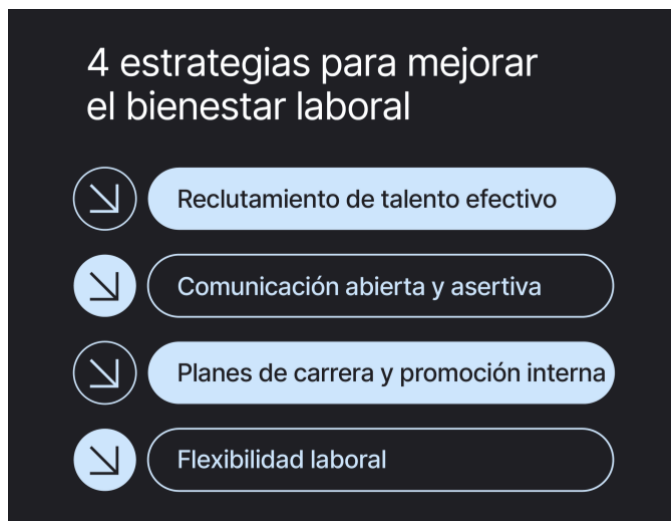 4 estrategias para mejorar
el bienestar laboral
Reclutamiento de talento efectivo
Comunicación abierta y asertiva
Planes de carrera y promoción interna
Flexibilidad laboral